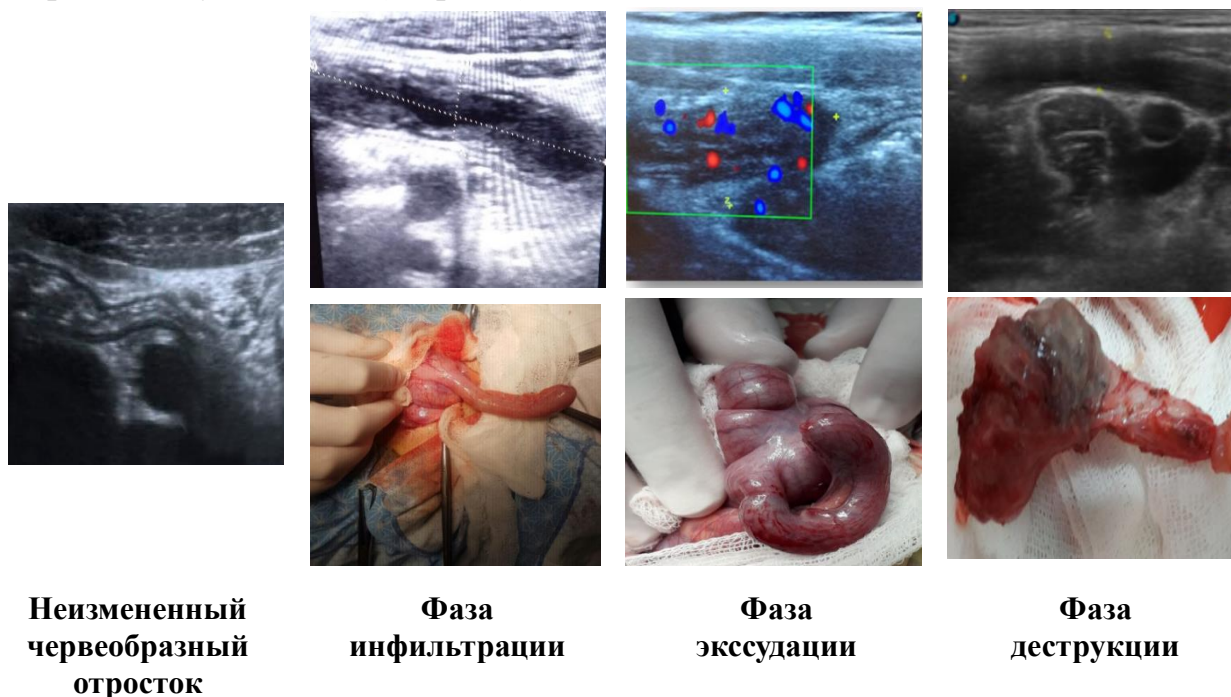 Неизмененный
червеобразный
отросток
Фаза
инфильтрации
Фаза
экссудации
Фаза
деструкции